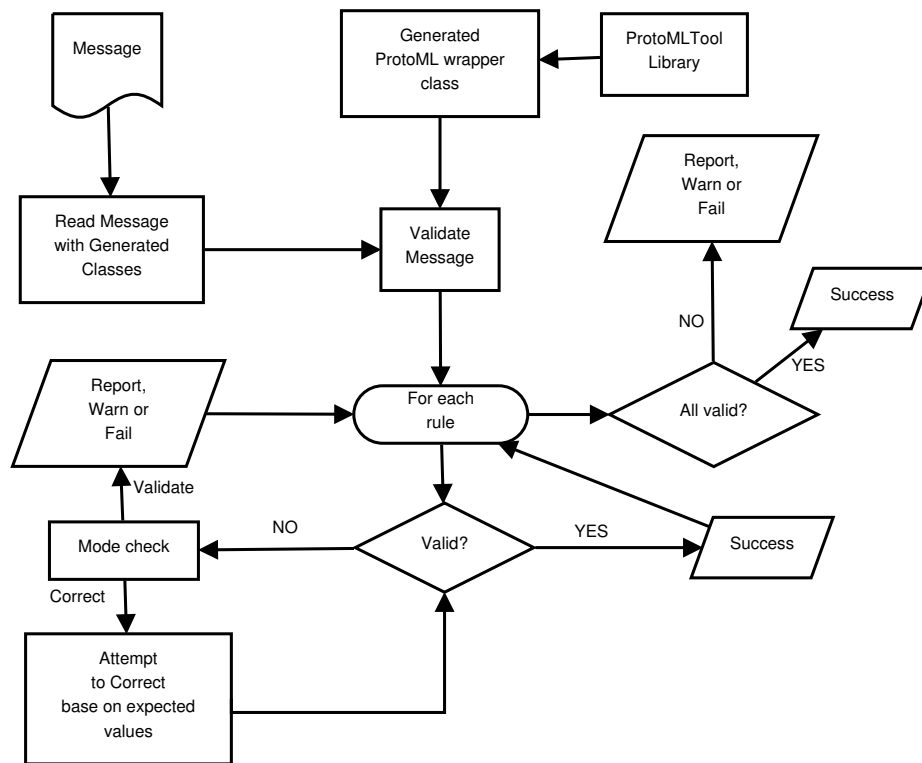 Message
Generated
ProtoML wrapper
class
ProtoMLTool
Library
Report,
Warn or
Fail
Read Message
with Generated
Classes
Validate
Message
Success
NO
YES
Report,
Warn or
Fail
For each
rule
All valid?
Validate
Mode check
NO
Valid?
YES
Success
Correct
Attempt
to Correct
base on expected
values